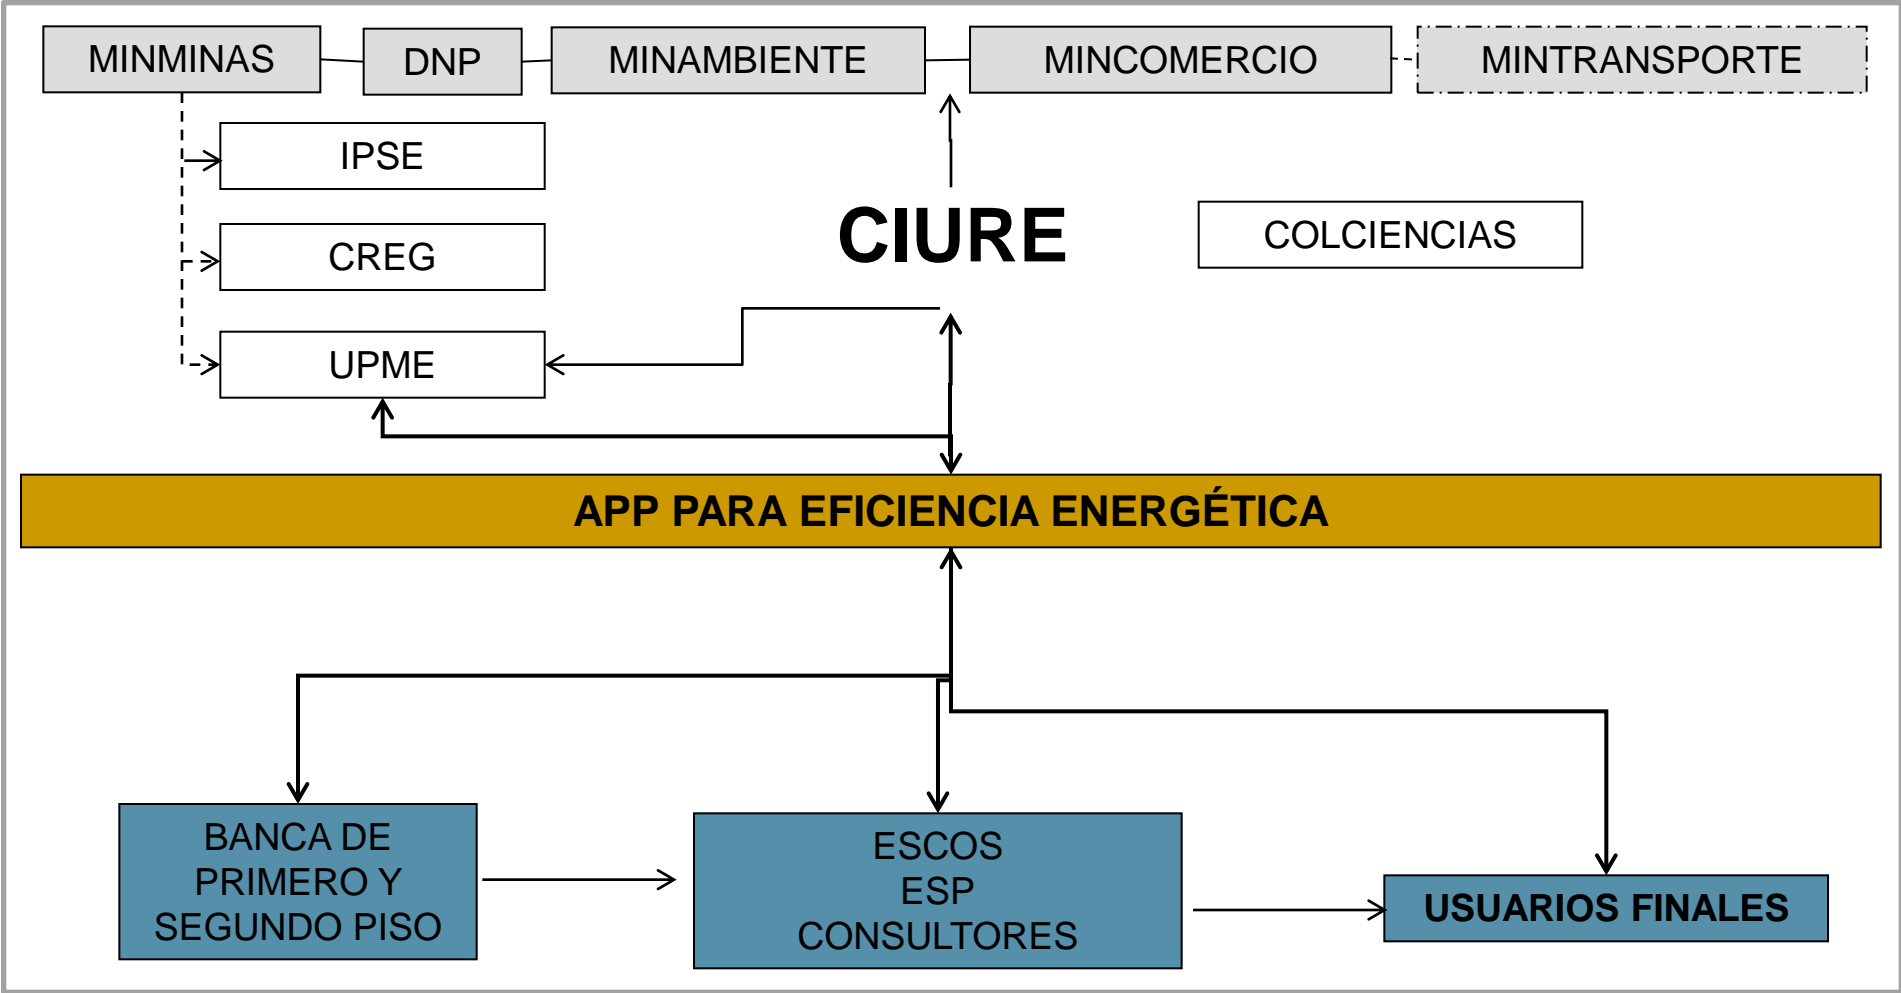 MINMINAS
DNP
MINAMBIENTE
MINCOMERCIO
MINTRANSPORTE
IPSE
CREG
UPME
CIURE
COLCIENCIAS
APP PARA EFICIENCIA ENERGÉTICA
BANCA DE
PRIMERO Y
SEGUNDO PISO
ESCOS
ESP
CONSULTORES
USUARIOS FINALES